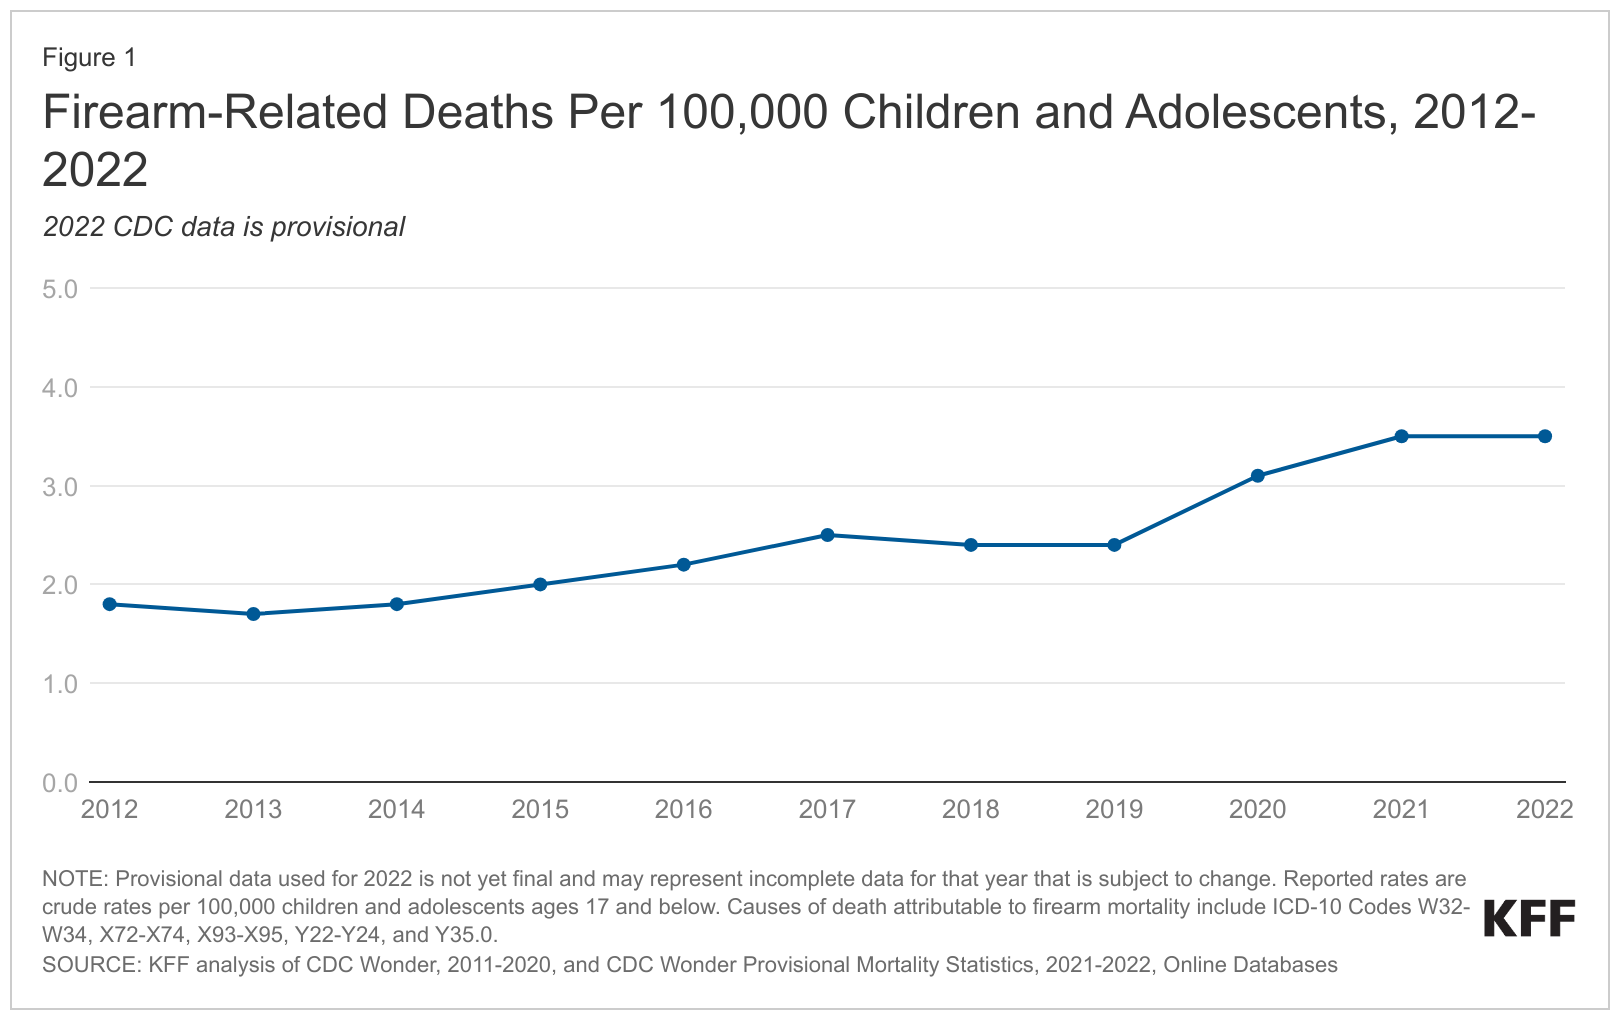 Figure 1
Firearm-Related Deaths Per 100,000 Children and Adolescents, 2012-
2022
2022 CDC data is provisional
5.0
4.0
3.0
2.0
1.0
0.0
2012 2013 2014 2015 2016 2017 2018 2019 2020 2021 2022
NOTE: Provisional data used for 2022 is not yet final and may represent incomplete data for that year that is subject to change. Reported rates are
crude rates per 100,000 children and adolescents ages 17 and below. Causes of death attributable to firearm mortality include ICD-10 Codes W32-
W34, X72-X74, X93-X95, Y22-Y24, and Y35.0.
SOURCE: KFF analysis of CDC Wonder, 2011-2020, and CDC Wonder Provisional Mortality Statistics, 2021-2022, Online Databases
KFF